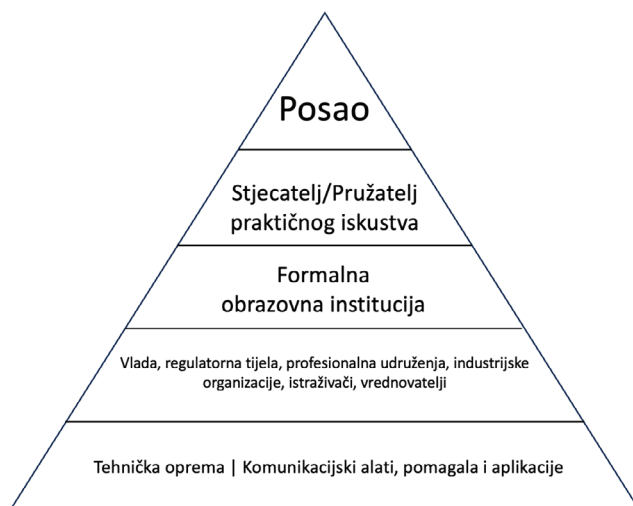 Posao
Stjecatelj/Pružatelj
praktičnog iskustva
Formalna
obrazovna institucija
Vlada, regulatorna tijela, profesionalna udruženja, industrijske
organizacije, istraživači, vrednovatelji
Tehnička oprema | Komunikacijski alati, pomagala i aplikacije